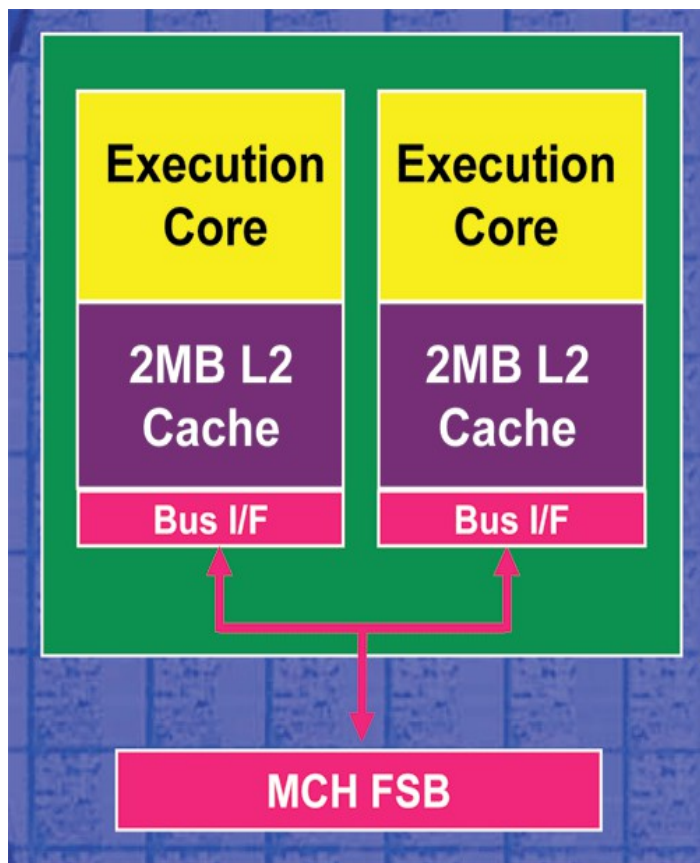 Execution
Core
2MB L2
Cache
Bus I/F
Execution
Core
2MB L2
Cache
Bus I/F
MCH FSB